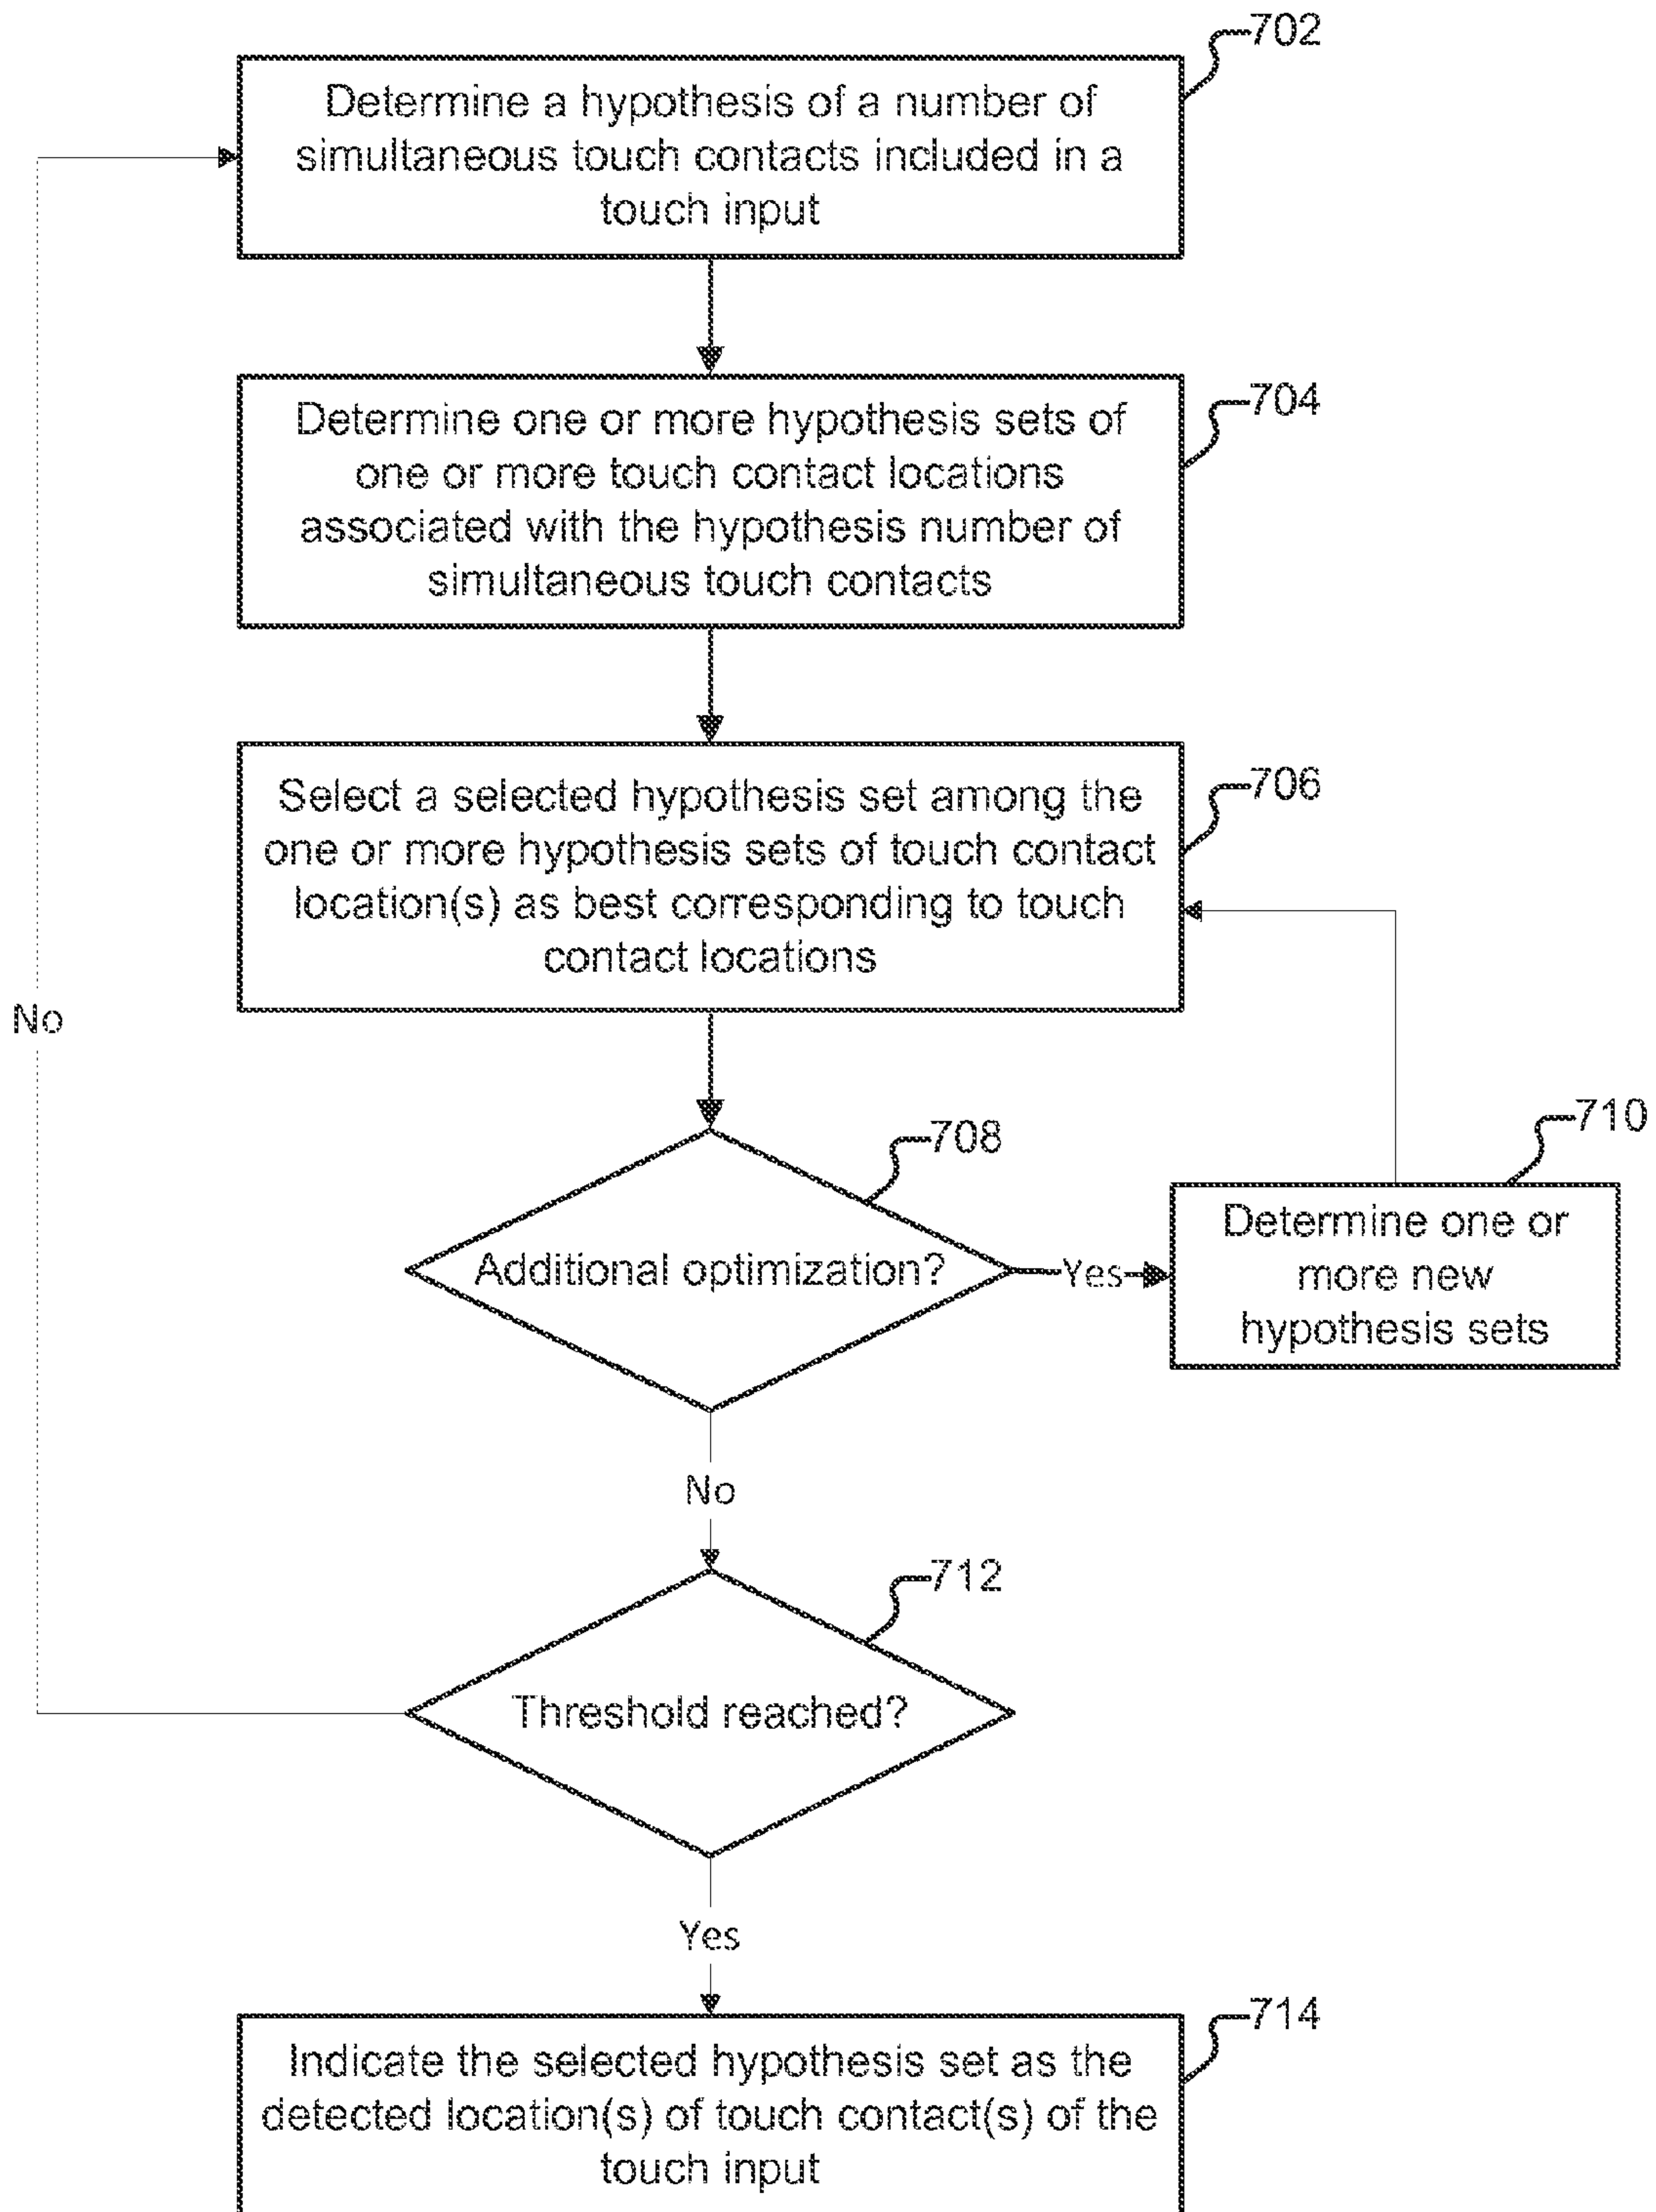 702
Determine a hypothesis of a number of
simultaneous touch contacts included in a
touch input
704
Determine one or more hypothesis sets of
one or more touch contact locations
associated with the hypothesis number of
simultaneous touch contacts
706
Select a selected hypothesis set among the
one or more hypothesis sets of touch contact
location(s) as best corresponding to touch
contact locations
No
708
Additional optimization?
Yes
710
Determine one or
more new
hypothesis sets
No
712
Threshold reached?
Yes
714
Indicate the selected hypothesis set as the
detected location(s) of touch contact(s) of the
touch input